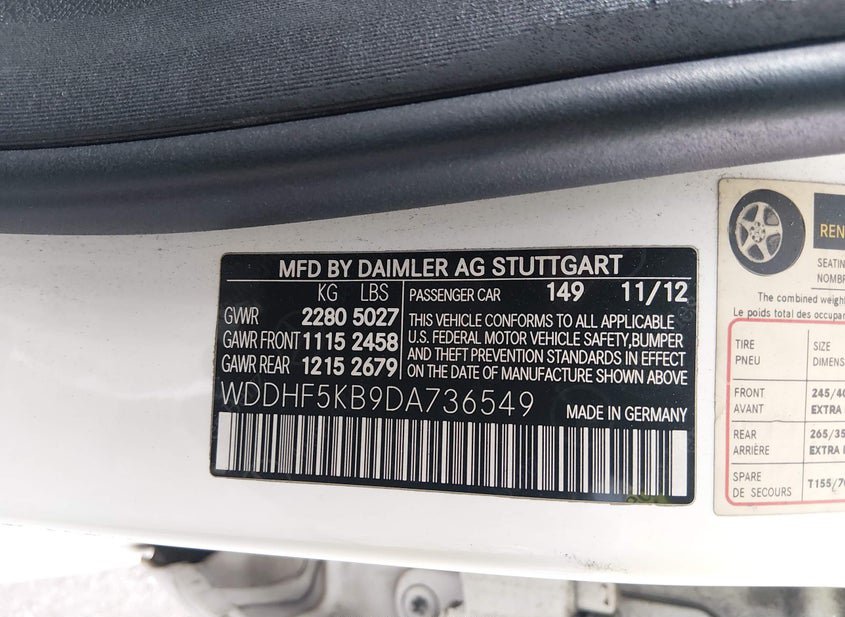 MFD BY DAIMLER AG STUTTGART
KG LBS
GVWR 2280 5027
GAWR FRONT 1115 2458
GAWR REAR 1215 2679
PASSENGER CAR 149 11/12
THIS VEHICLE CONFORMS TO ALL APPLICABLE
U.S. FEDERAL MOTOR VEHICLE SAFETY,BUMPER
AND THEFT PREVENTION STANDARDS IN EFFECT
ON THE DATE OF MANUFACTURE SHOWN ABOVE
WDDHF5KB9DA736549
MADE IN GERMANY
REN
SEATIN
NOMBR
The combined weigh
Le poids total des occupa
TIRE SIZE
PNEU DIMENS
FRONT 245/40
AVANT EXTRA
REAR 265/35
ARRIÈRE EXTRA
SPARE T155/70
DE SECOURS